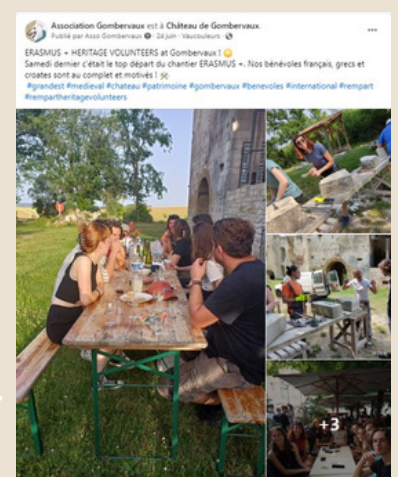 Association Gombervaux est à Château de Gombervaux.
Publié par Asso Gombervaux · 24 juin · Vaucouleurs ·
ERASMUS + HERITAGE VOLUNTEERS at Gombervaux !
Samedi dernier c'était le top départ du chantier ERASMUS +. Nos bénévoles français, grecs et
croates sont au complet et motivés !
#grandest #medieval #chateau #patrimoine #gombervaux #benevoles #international #rempart
#rempartheritagevolunteers
+3